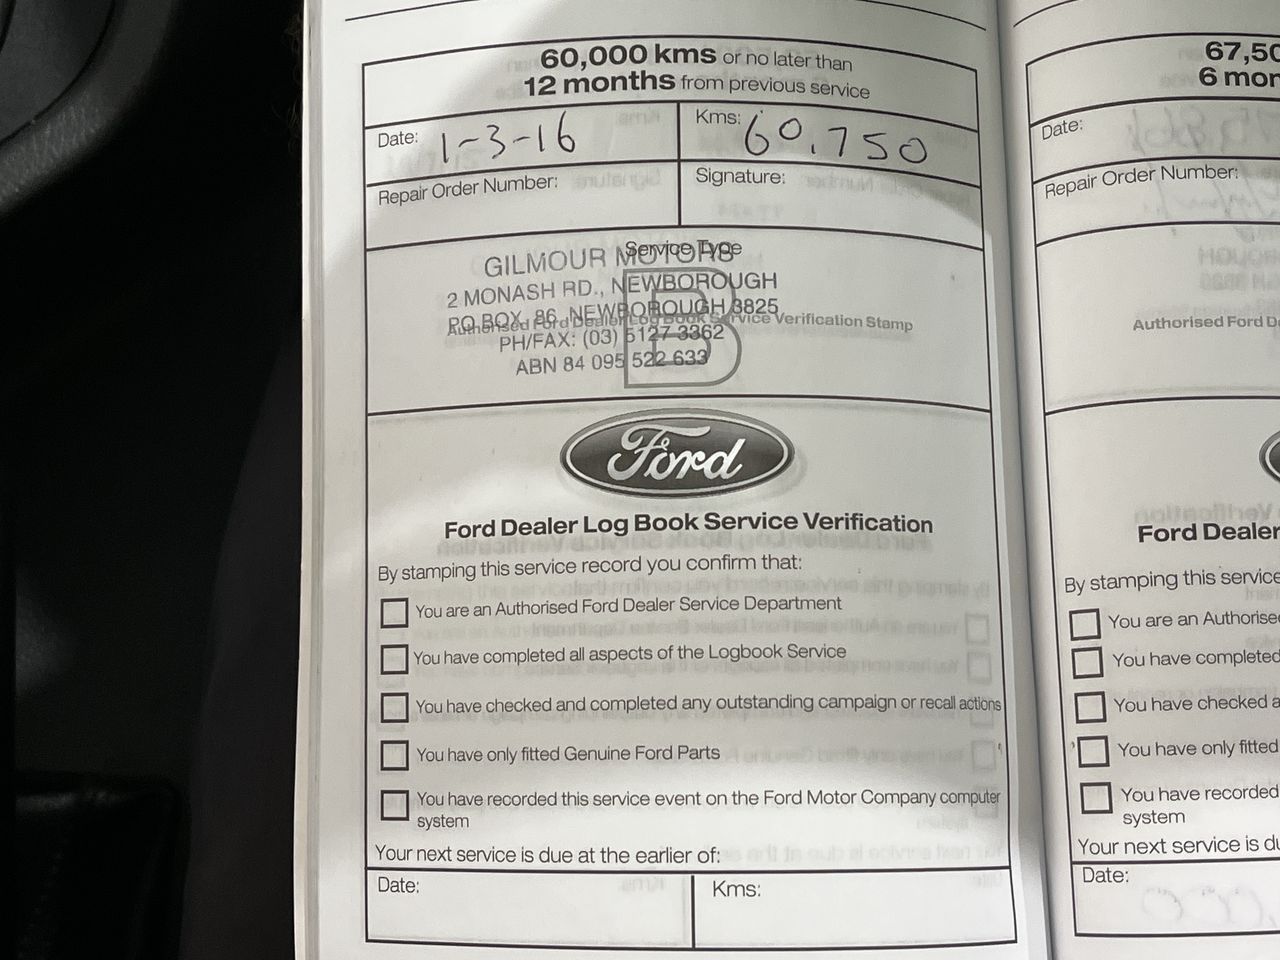 60,000 kms or no later than
12 months from previous service
Date: 1-3-16
Kms: 60,750
Repair Order Number:
Signature:
Service Type
GILMOUR MOTORS
2 MONASH RD., NEWBOROUGH
PO BOX, 86, NEWBOROUGH 3825
Authorised Ford Dealer Log Book Service Verification Stamp
PH/FAX: (03) 5127 3362
ABN 84 095 522 633
B
Ford
Ford Dealer Log Book Service Verification
By stamping this service record you confirm that:
You are an Authorised Ford Dealer Service Department
You have completed all aspects of the Logbook Service
You have checked and completed any outstanding campaign or recall actions
You have only fitted Genuine Ford Parts
You have recorded this service event on the Ford Motor Company computer
system
Your next service is due at the earlier of:
Date:
Kms:
67,50
6 mon
Date:
Repair Order Number:
Authorised Ford D
Ford Dealer
By stamping this service
You are an Authorise
You have completed
You have checked a
You have only fitted
You have recorded
system
Your next service is du
Date: